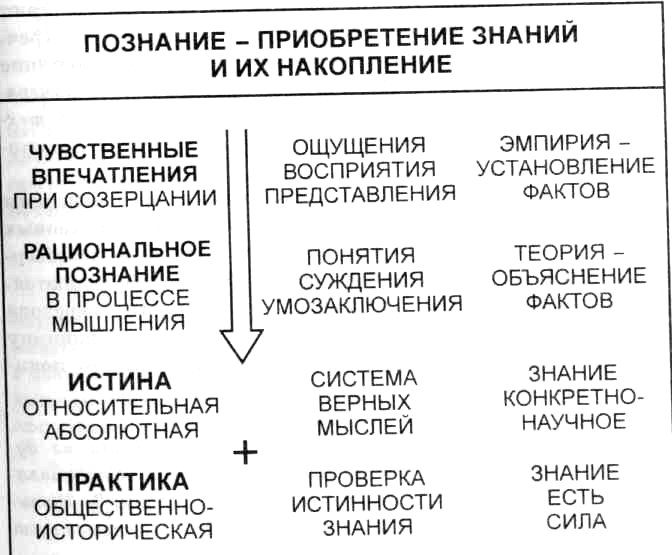 ПОЗНАНИЕ – ПРИОБРЕТЕНИЕ ЗНАНИЙ
И ИХ НАКОПЛЕНИЕ
ЧУВСТВЕННЫЕ
ВПЕЧАТЛЕНИЯ
ПРИ СОЗЕРЦАНИИ
ОЩУЩЕНИЯ
ВОСПРИЯТИЯ
ПРЕДСТАВЛЕНИЯ
ЭМПИРИЯ –
УСТАНОВЛЕНИЕ
ФАКТОВ
РАЦИОНАЛЬНОЕ
ПОЗНАНИЕ
В ПРОЦЕССЕ
МЫШЛЕНИЯ
ПОНЯТИЯ
СУЖДЕНИЯ
УМОЗАКЛЮЧЕНИЯ
ТЕОРИЯ –
ОБЪЯСНЕНИЕ
ФАКТОВ
ИСТИНА
ОТНОСИТЕЛЬНАЯ
АБСОЛЮТНАЯ
СИСТЕМА
ВЕРНЫХ
МЫСЛЕЙ
ЗНАНИЕ
КОНКРЕТНО-
НАУЧНОЕ
+
ПРАКТИКА
ОБЩЕСТВЕННО-
ИСТОРИЧЕСКАЯ
ПРОВЕРКА
ИСТИННОСТИ
ЗНАНИЯ
ЗНАНИЕ
ЕСТЬ
СИЛА